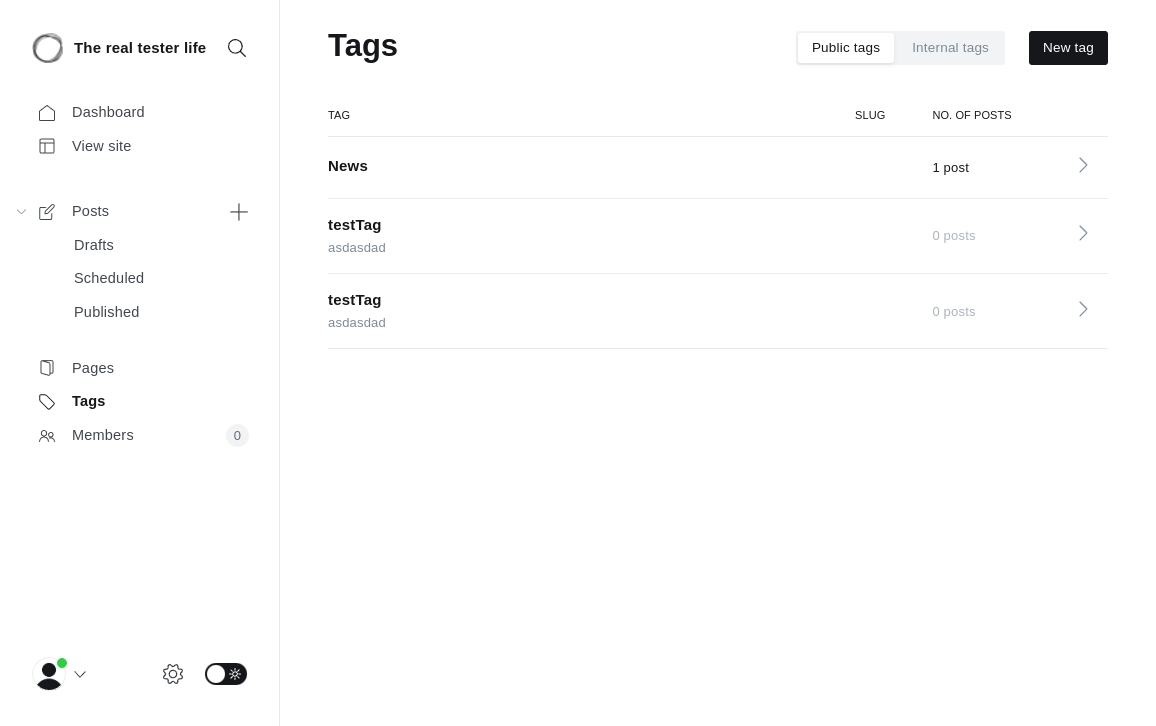 The real tester life
Dashboard
View site
Posts
Drafts
Scheduled
Published
Pages
Tags
Members 0
Tags
Public tags Internal tags New tag
TAG SLUG NO. OF POSTS
News 1 post
testTag
asdasdad 0 posts
testTag
asdasdad 0 posts